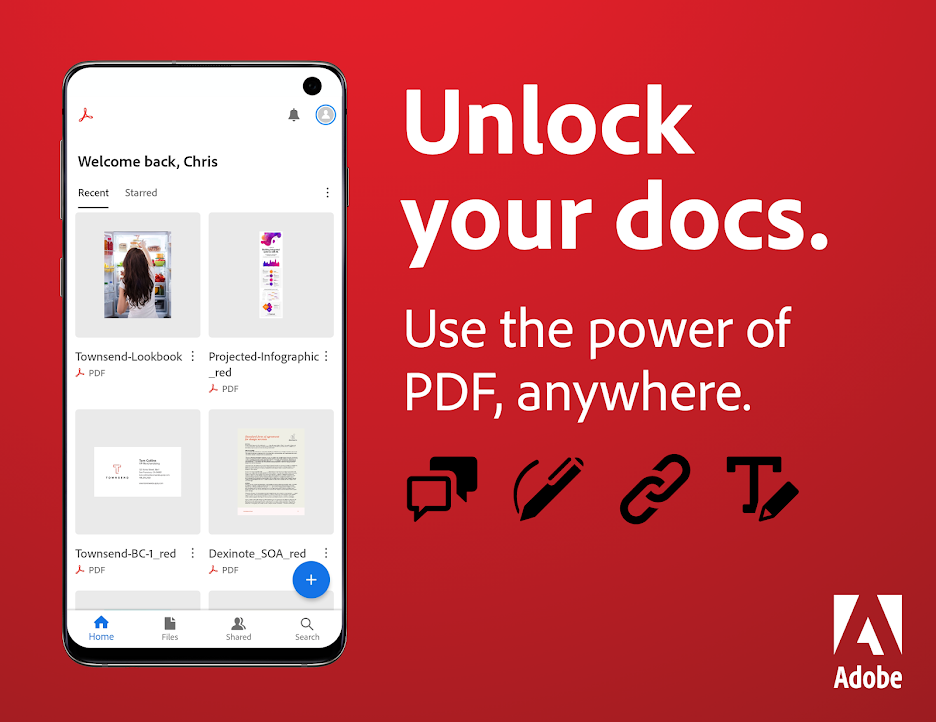 Welcome back, Chris
Recent
Starred
Townsend-Lookbook
PDF
Projected-Infographic
_red
PDF
Townsend-BC-1_red
PDF
Dexinote_SOA_red
PDF
+
Home
Files
Shared
Search
Unlock
your docs.
Use the power of
PDF, anywhere.
Adobe